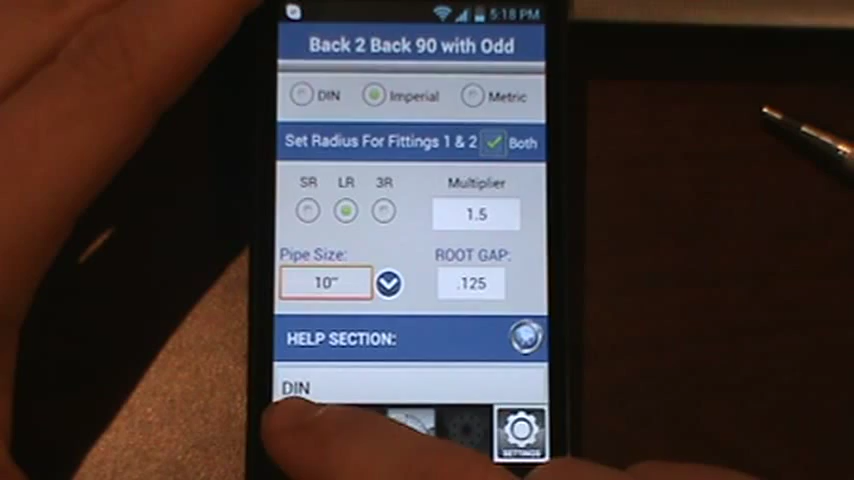 5:18 PM
Back 2 Back 90 with Odd
DIN Imperial Metric
Set Radius For Fittings 1 & 2 Both
SR LR 3R Multiplier
1.5
Pipe Size: ROOT GAP:
10" .125
HELP SECTION:
DIN
SETTINGS